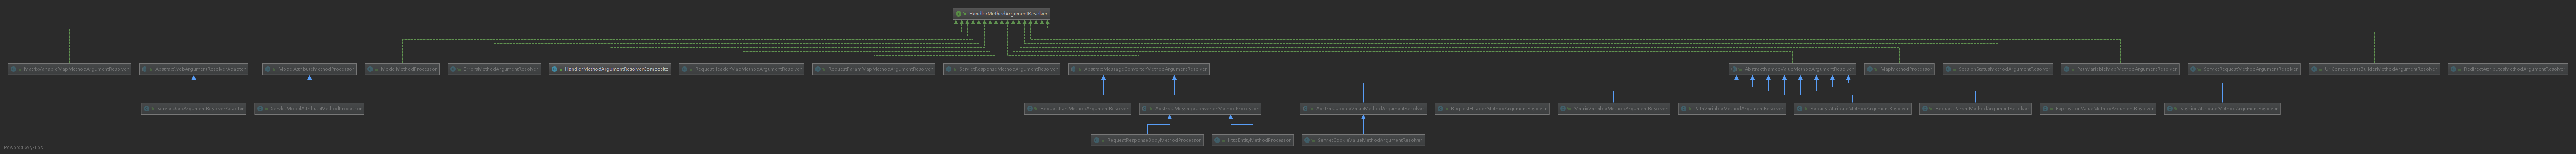 HandlerMethodArgumentResolver
MatrixVariableMapMethodArgumentResolver
AbstractWebArgumentResolverAdapter
ModelAttributeMethodProcessor
ModelMethodProcessor
ErrorsMethodArgumentResolver
HandlerMethodArgumentResolverComposite
RequestHeaderMapMethodArgumentResolver
RequestParamMapMethodArgumentResolver
ServletResponseMethodArgumentResolver
AbstractMessageConverterMethodArgumentResolver
AbstractNamedValueMethodArgumentResolver
MapMethodProcessor
SessionStatusMethodArgumentResolver
PathVariableMapMethodArgumentResolver
ServletRequestMethodArgumentResolver
UriComponentsBuilderMethodArgumentResolver
RedirectAttributesMethodArgumentResolver
ServletWebArgumentResolverAdapter
ServletModelAttributeMethodProcessor
RequestPartMethodArgumentResolver
AbstractMessageConverterMethodProcessor
AbstractCookieValueMethodArgumentResolver
RequestHeaderMethodArgumentResolver
MatrixVariableMethodArgumentResolver
PathVariableMethodArgumentResolver
RequestAttributeMethodArgumentResolver
RequestParamMethodArgumentResolver
ExpressionValueMethodArgumentResolver
SessionAttributeMethodArgumentResolver
RequestResponseBodyMethodProcessor
HttpEntityMethodProcessor
ServletCookieValueMethodArgumentResolver
Powered by yFiles